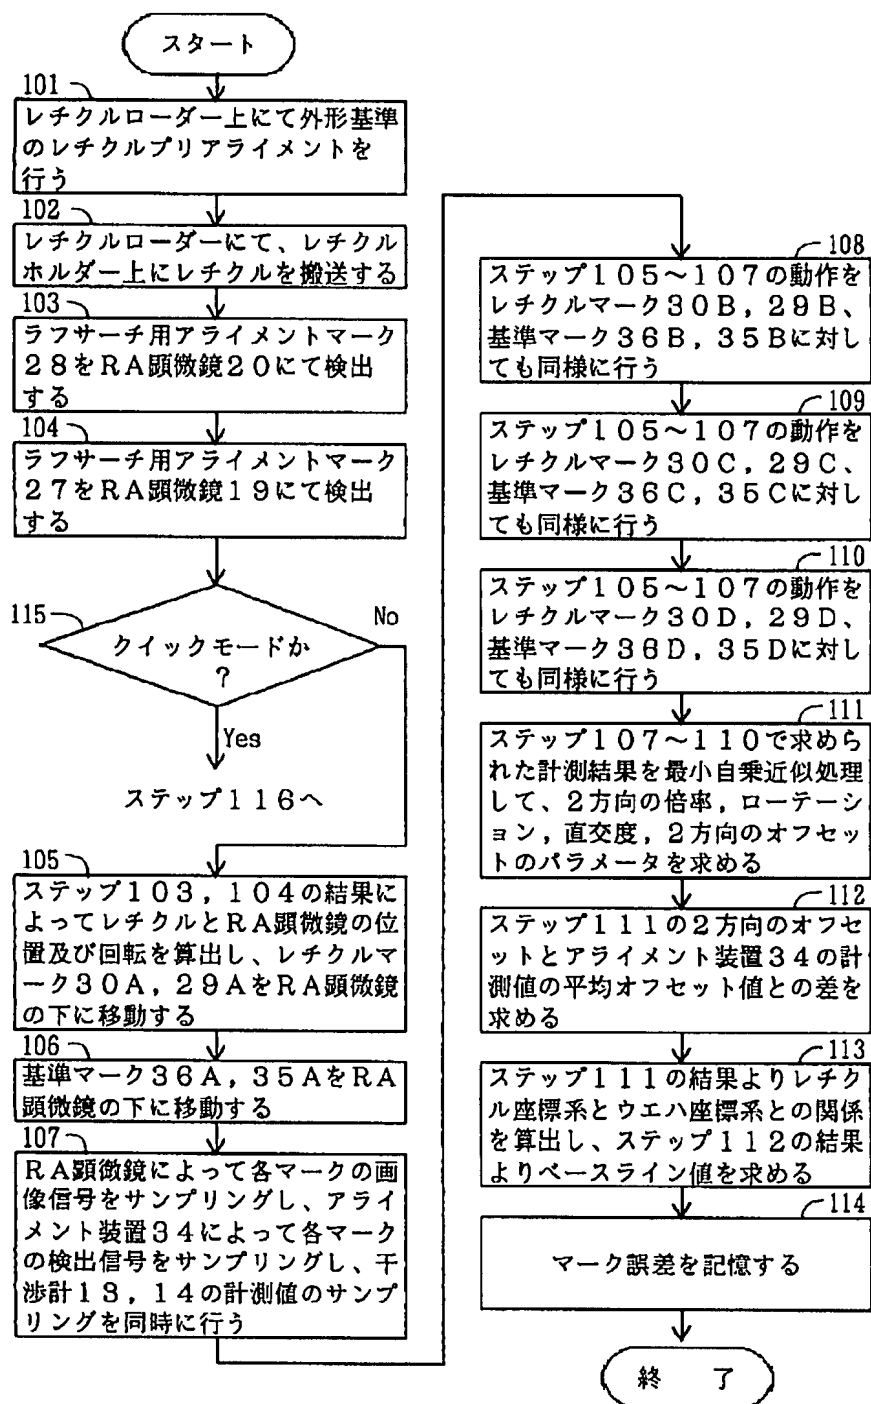 スタート
101
レチクルローダー上にて外形基準
のレチクルプリアライメントを
行う
102
レチクルローダーにて、レチクル
ホルダー上にレチクルを搬送する
103
ラフサーチ用アライメントマーク
28をRA顕微鏡20にて検出
する
104
ラフサーチ用アライメントマーク
27をRA顕微鏡19にて検出
する
115
クイックモードか
?
No
Yes
ステップ116へ
105
ステップ103,104の結果に
よってレチクルとRA顕微鏡の位
置及び回転を算出し、レチクルマ
ーク30A,29AをRA顕微鏡
の下に移動する
106
基準マーク36A,35AをRA
顕微鏡の下に移動する
107
RA顕微鏡によって各マークの画
像信号をサンプリングし、アライ
メント装置34によって各マーク
の検出信号をサンプリングし、干
渉計13,14の計測値のサンプ
リングを同時に行う
108
ステップ105~107の動作を
レチクルマーク30B,29B、
基準マーク36B,35Bに対し
ても同様に行う
109
ステップ105~107の動作を
レチクルマーク30C,29C、
基準マーク36C,35Cに対し
ても同様に行う
110
ステップ105~107の動作を
レチクルマーク30D,29D、
基準マーク36D,35Dに対し
ても同様に行う
111
ステップ107~110で求めら
れた計測結果を最小自乗近似処理
して、2方向の倍率,ローテーシ
ョン,直交度,2方向のオフセッ
トのパラメータを求める
112
ステップ111の2方向のオフセ
ットとアライメント装置34の計
測値の平均オフセット値との差を
求める
113
ステップ111の結果よりレチク
ル座標系とウエハ座標系との関係
を算出し、ステップ112の結果
よりベースライン値を求める
114
マーク誤差を記憶する
終 了